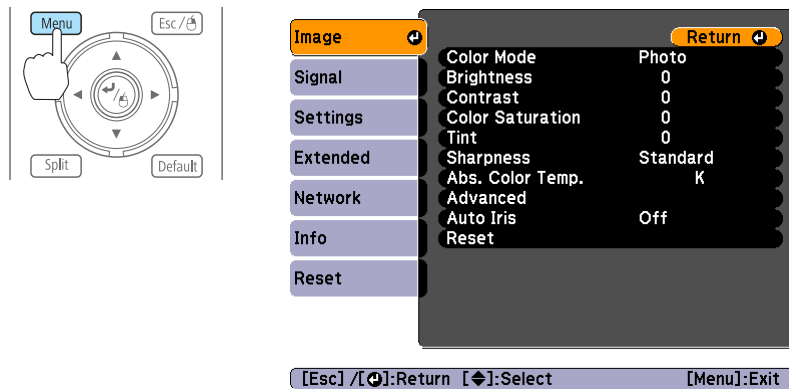 Menu
Esc/
Split
Default
Image
Signal
Settings
Extended
Network
Info
Reset
Return
Color Mode Photo
Brightness 0
Contrast 0
Color Saturation 0
Tint 0
Sharpness Standard
Abs. Color Temp. K
Advanced
Auto Iris Off
Reset
[Esc] /[ ]:Return [ ]:Select [Menu]:Exit